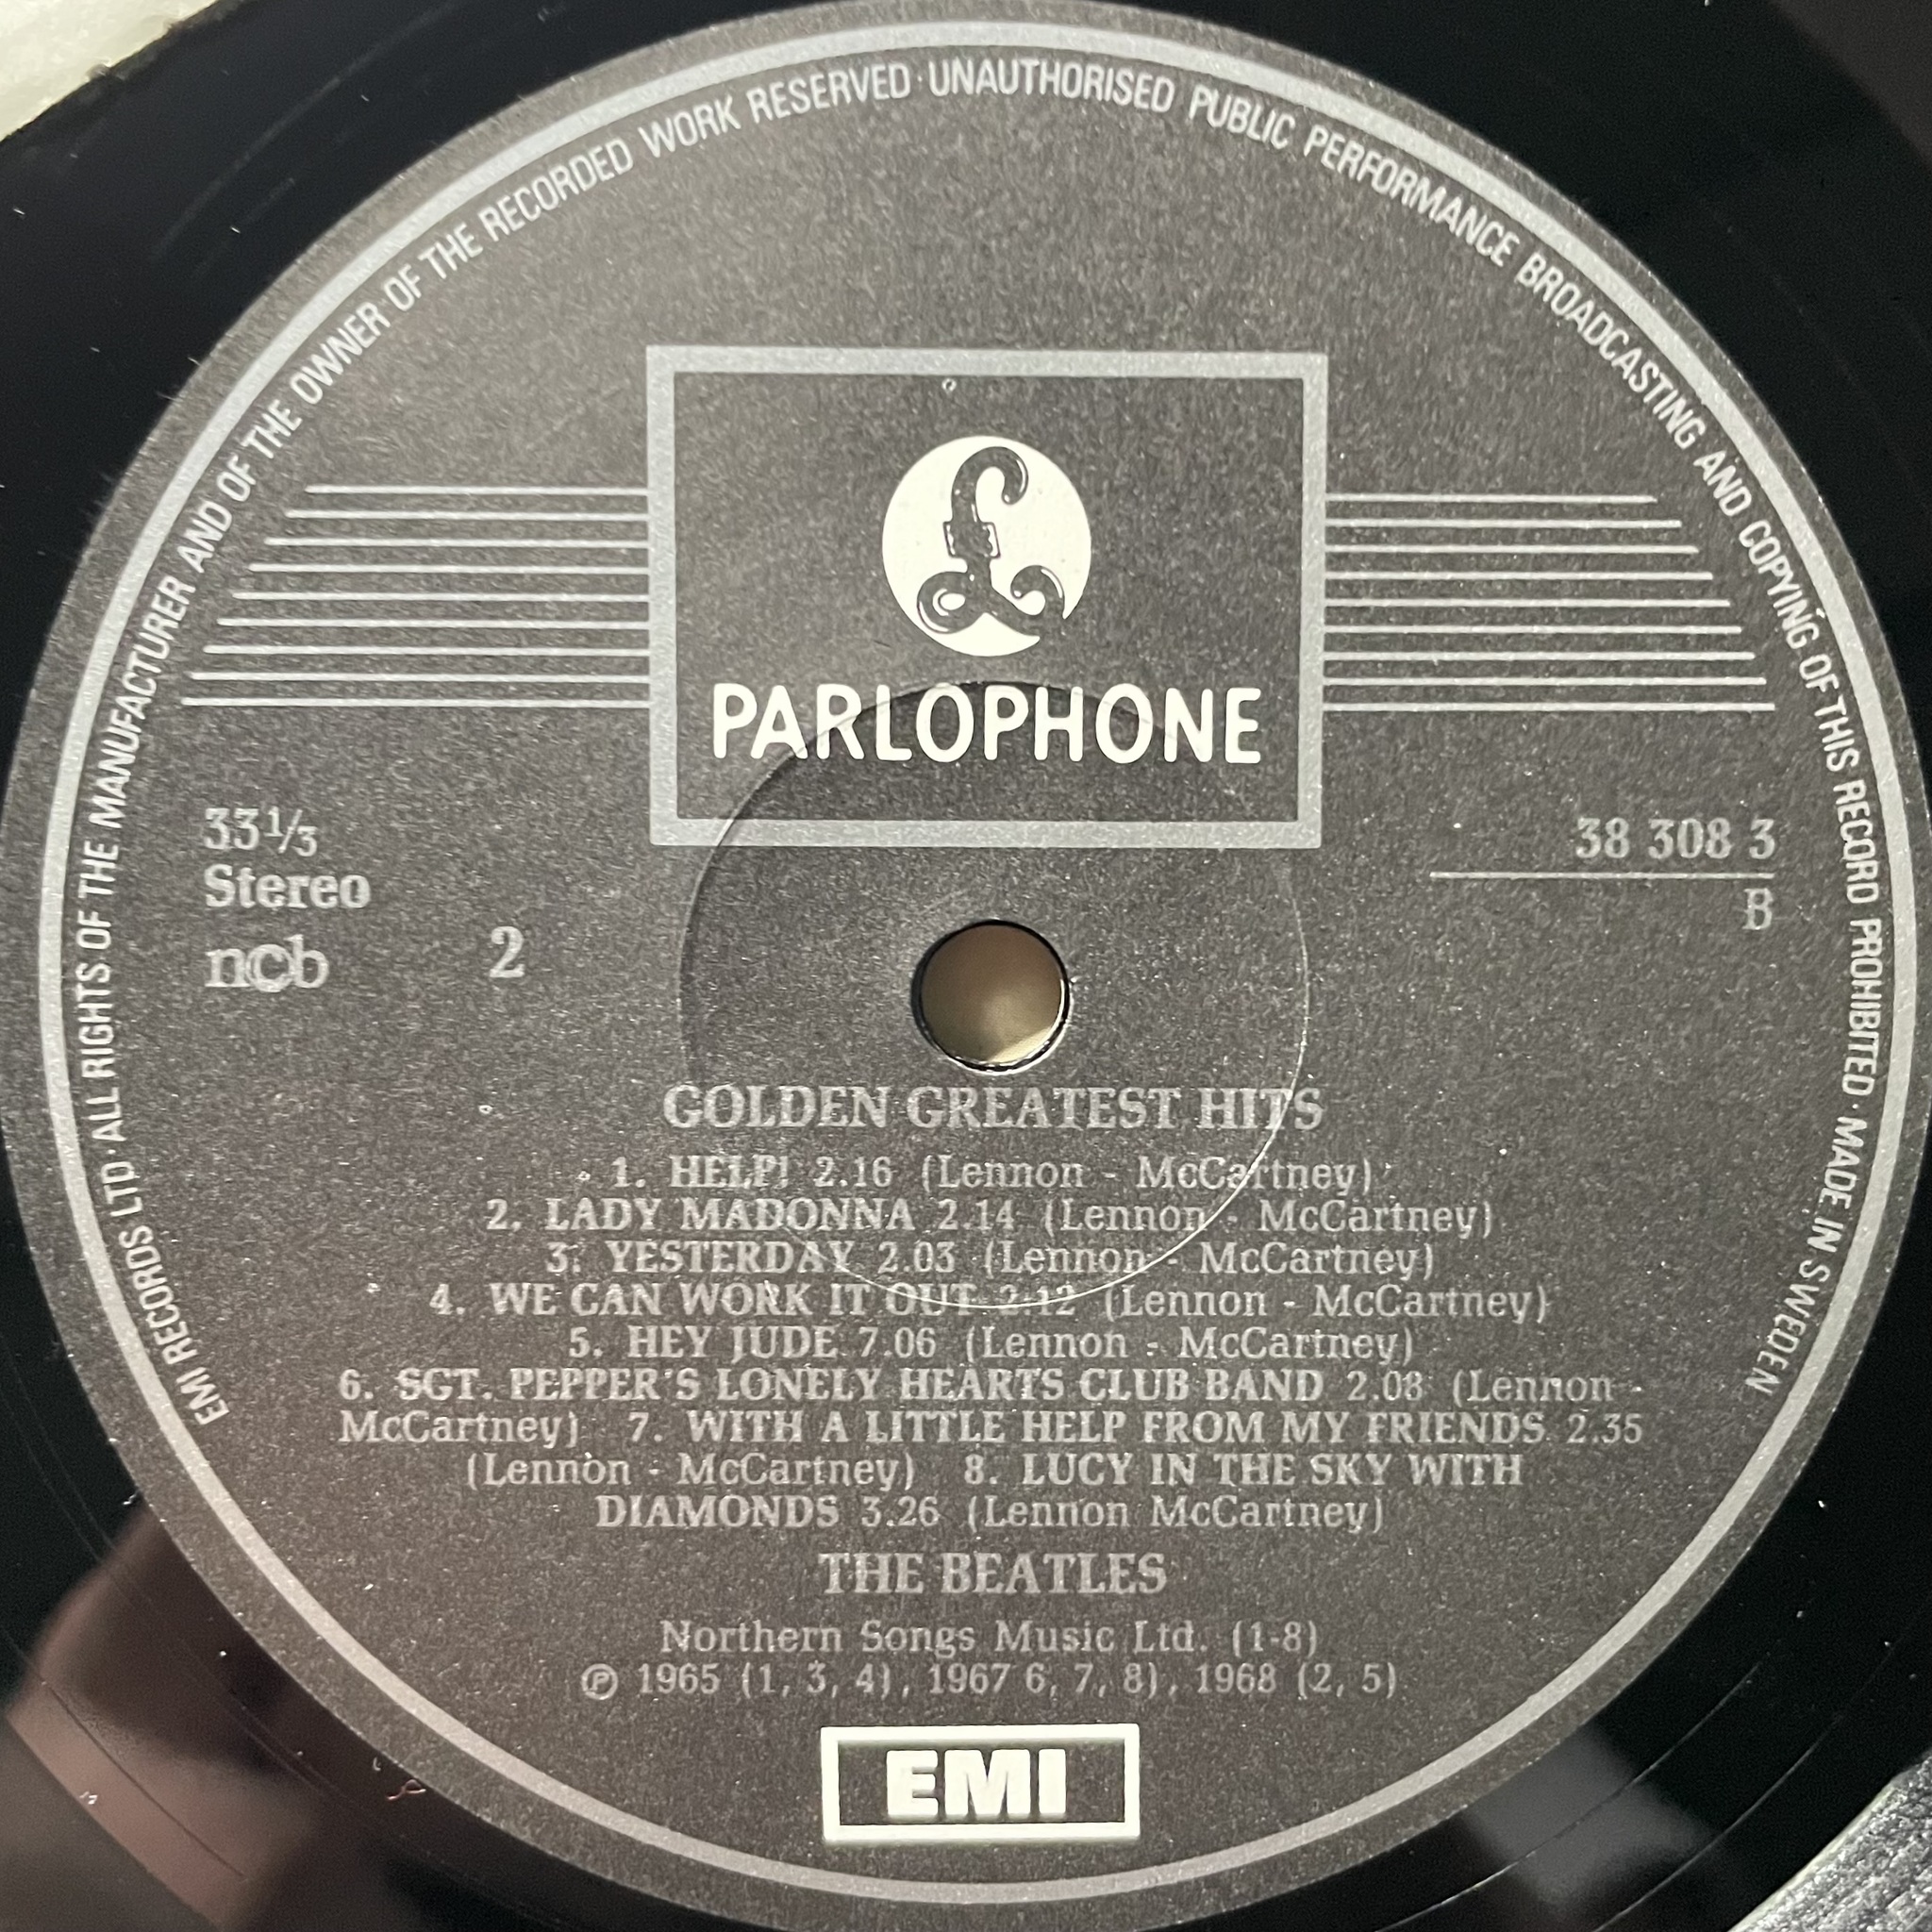 EMI RECORDS LTD · ALL RIGHTS OF THE MANUFACTURER AND OF THE OWNER OF THE RECORDED WORK RESERVED · UNAUTHORISED PUBLIC PERFORMANCE BROADCASTING AND COPYING OF THIS RECORD PROHIBITED · MADE IN SWEDEN
£
PARLOPHONE
33 1/3
Stereo
ncb
2
38 308 3
B
GOLDEN GREATEST HITS
1. HELP! 2.16 (Lennon - McCartney)
2. LADY MADONNA 2.14 (Lennon - McCartney)
3. YESTERDAY 2.03 (Lennon - McCartney)
4. WE CAN WORK IT OUT 2.12 (Lennon - McCartney)
5. HEY JUDE 7.06 (Lennon - McCartney)
6. SGT. PEPPER'S LONELY HEARTS CLUB BAND 2.08 (Lennon -
McCartney) 7. WITH A LITTLE HELP FROM MY FRIENDS 2.35
(Lennon - McCartney) 8. LUCY IN THE SKY WITH
DIAMONDS 3.26 (Lennon McCartney)
THE BEATLES
Northern Songs Music Ltd. (1-8)
℗ 1965 (1, 3, 4), 1967 6, 7, 8), 1968 (2, 5)
EMI